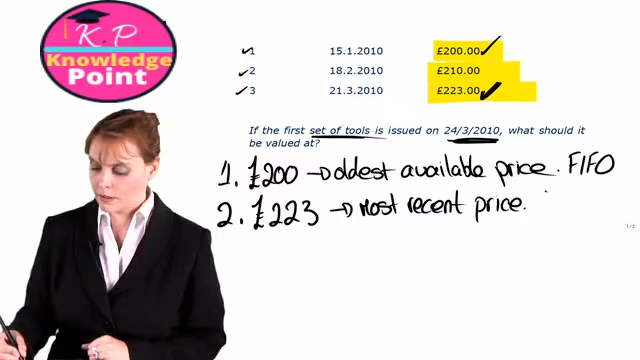 K.P
Knowledge
Point
1 15.1.2010 £200.00
2 18.2.2010 £210.00
3 21.3.2010 £223.00
If the first set of tools is issued on 24/3/2010, what should it
be valued at?
1. £200 → oldest available price. FIFO
2. £223 → Most recent price.
1/2